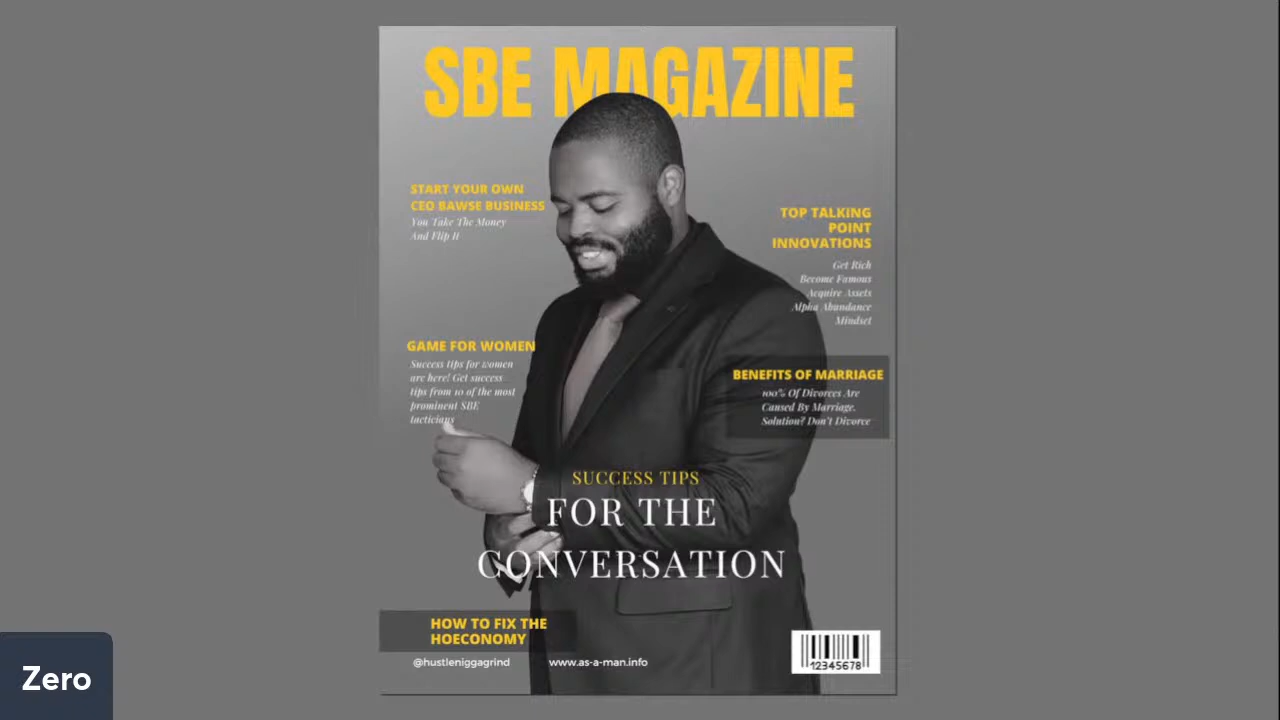 SBE MAGAZINE
START YOUR OWN
CEO BAWSE BUSINESS
You Take The Money
And Flip It
TOP TALKING
POINT
INNOVATIONS
Get Rich
Become Famous
Acquire Assets
Alpha Abundance
Mindset
GAME FOR WOMEN
Success tips for women
are here! Get success
tips from 10 of the most
prominent SBE
tacticians
BENEFITS OF MARRIAGE
100% Of Divorces Are
Caused By Marriage.
Solution? Don't Divorce
SUCCESS TIPS
FOR THE
CONVERSATION
HOW TO FIX THE
HOECONOMY
@hustleniggagrind
www.as-a-man.info
12345678
Zero